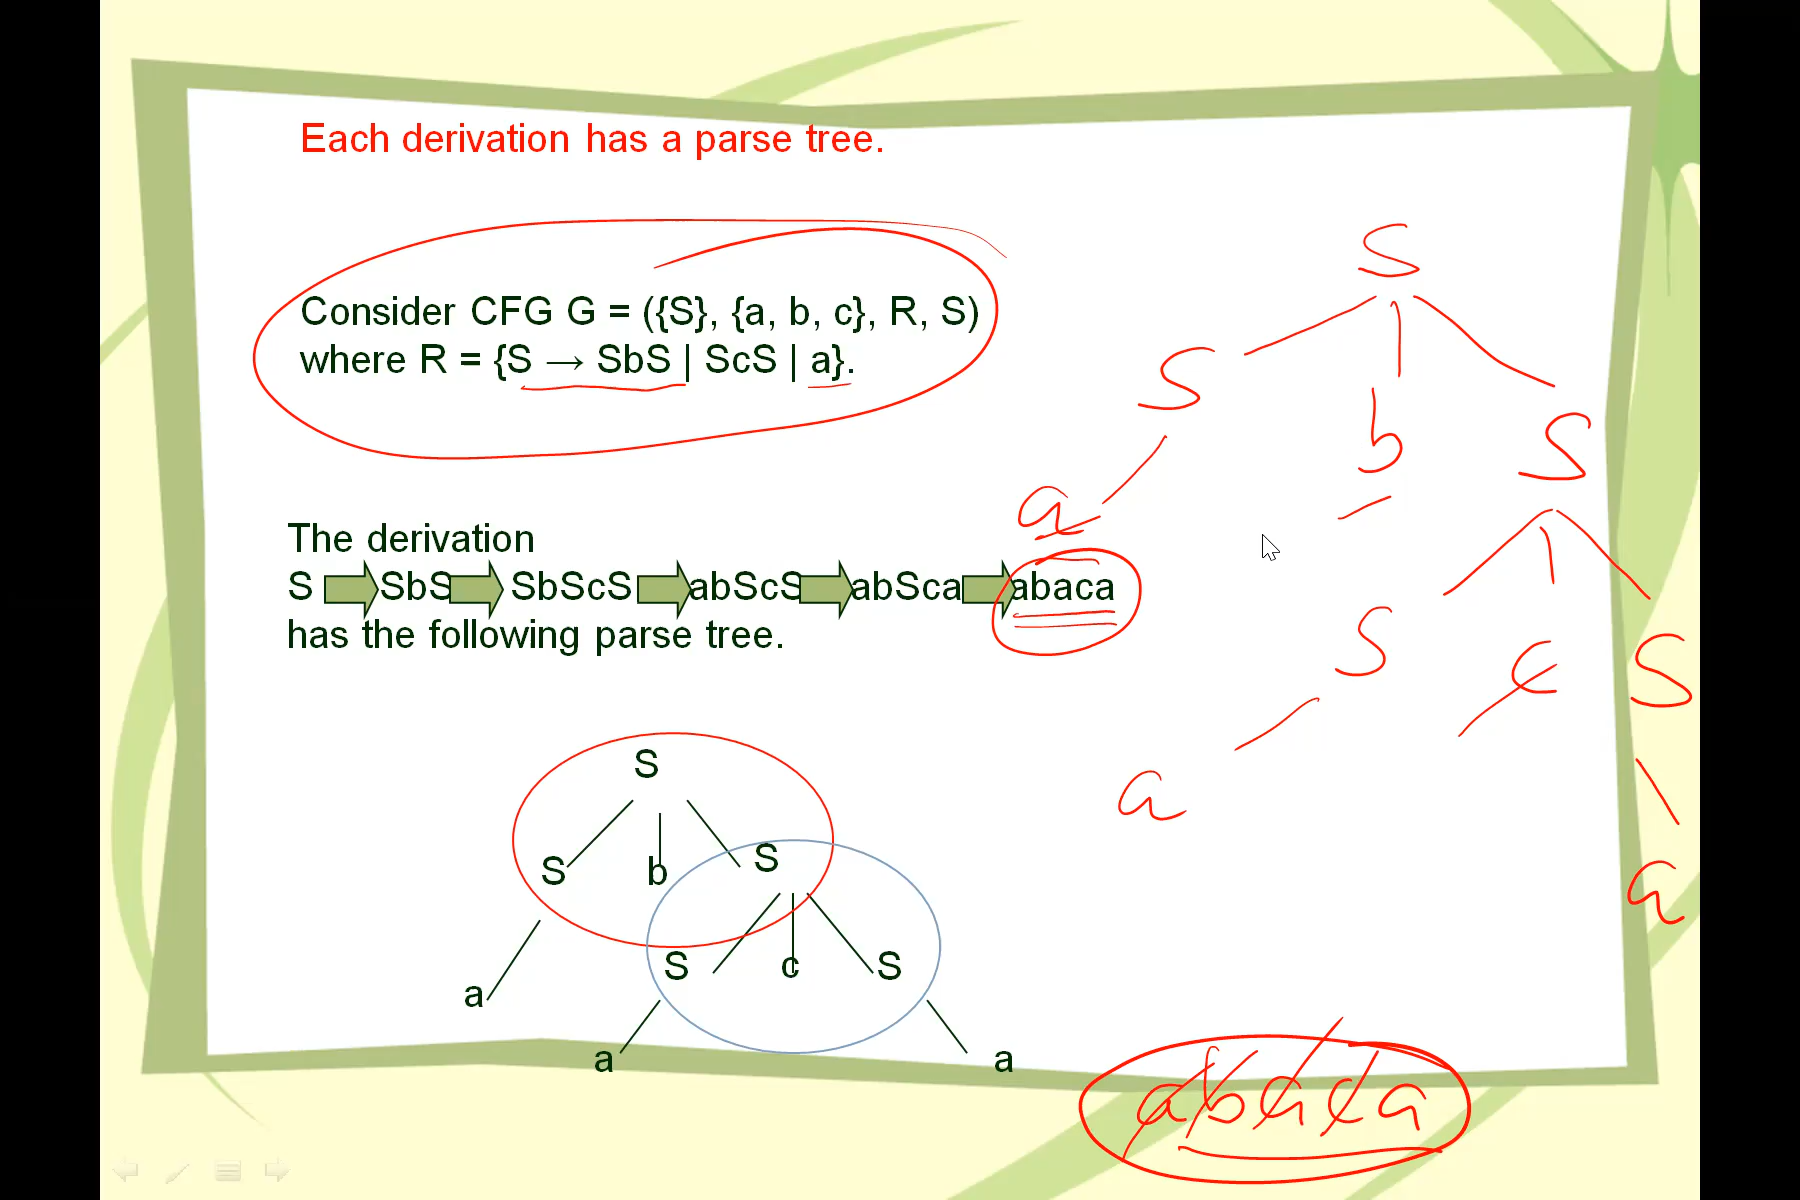 Each derivation has a parse tree.
Consider CFG G = ({S}, {a, b, c}, R, S)
where R = {S → SbS | ScS | a}.
The derivation
S SbS SbScS abScS abSca abaca
has the following parse tree.
S
S b S
S c S
a
a a
S
S
b S
a
S c S
a
a
abaca